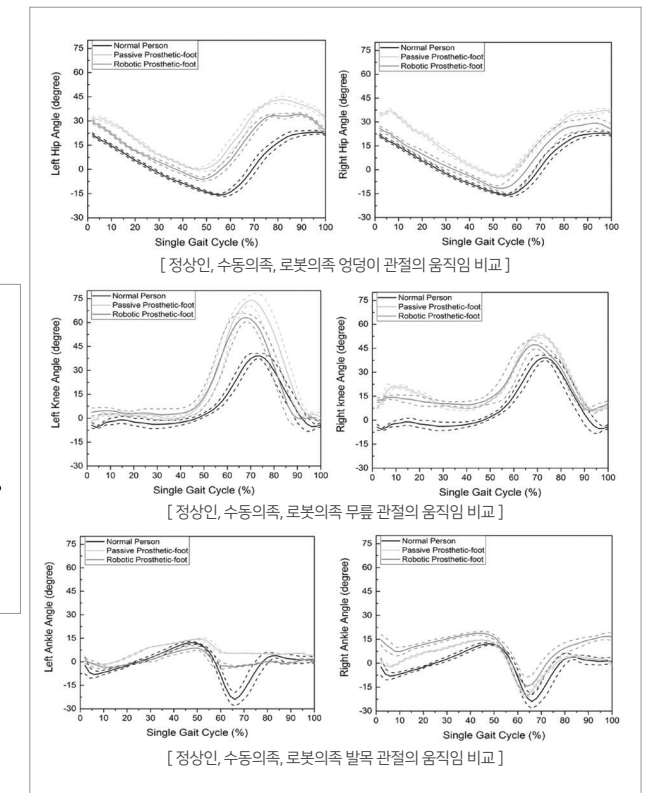 Normal Person
Passive Prosthetic-foot
Robotic Prosthetic-foot
Left Hip Angle (degree)
75
60
45
30
15
0
-15
-30
0 10 20 30 40 50 60 70 80 90 100
Single Gait Cycle (%)
Normal Person
Passive Prosthetic-foot
Robotic Prosthetic-foot
Right Hip Angle (degree)
75
60
45
30
15
0
-15
-30
0 10 20 30 40 50 60 70 80 90 100
Single Gait Cycle (%)
[ 정상인, 수동의족, 로봇의족 엉덩이 관절의 움직임 비교 ]
Normal Person
Passive Prosthetic-foot
Robotic Prosthetic-foot
Left Knee Angle (degree)
75
60
45
30
15
0
-15
-30
0 10 20 30 40 50 60 70 80 90 100
Single Gait Cycle (%)
Normal Person
Passive Prosthetic-foot
Robotic Prosthetic-foot
Right knee Angle (degree)
75
60
45
30
15
0
-15
-30
0 10 20 30 40 50 60 70 80 90 100
Single Gait Cycle (%)
[ 정상인, 수동의족, 로봇의족 무릎 관절의 움직임 비교 ]
Normal Person
Passive Prosthetic-foot
Robotic Prosthetic-foot
Left Ankle Angle (degree)
75
60
45
30
15
0
-15
-30
0 10 20 30 40 50 60 70 80 90 100
Single Gait Cycle (%)
Normal Person
Passive Prosthetic-foot
Robotic Prosthetic-foot
Right Ankle Angle (degree)
75
60
45
30
15
0
-15
-30
0 10 20 30 40 50 60 70 80 90 100
Single Gait Cycle (%)
[ 정상인, 수동의족, 로봇의족 발목 관절의 움직임 비교 ]